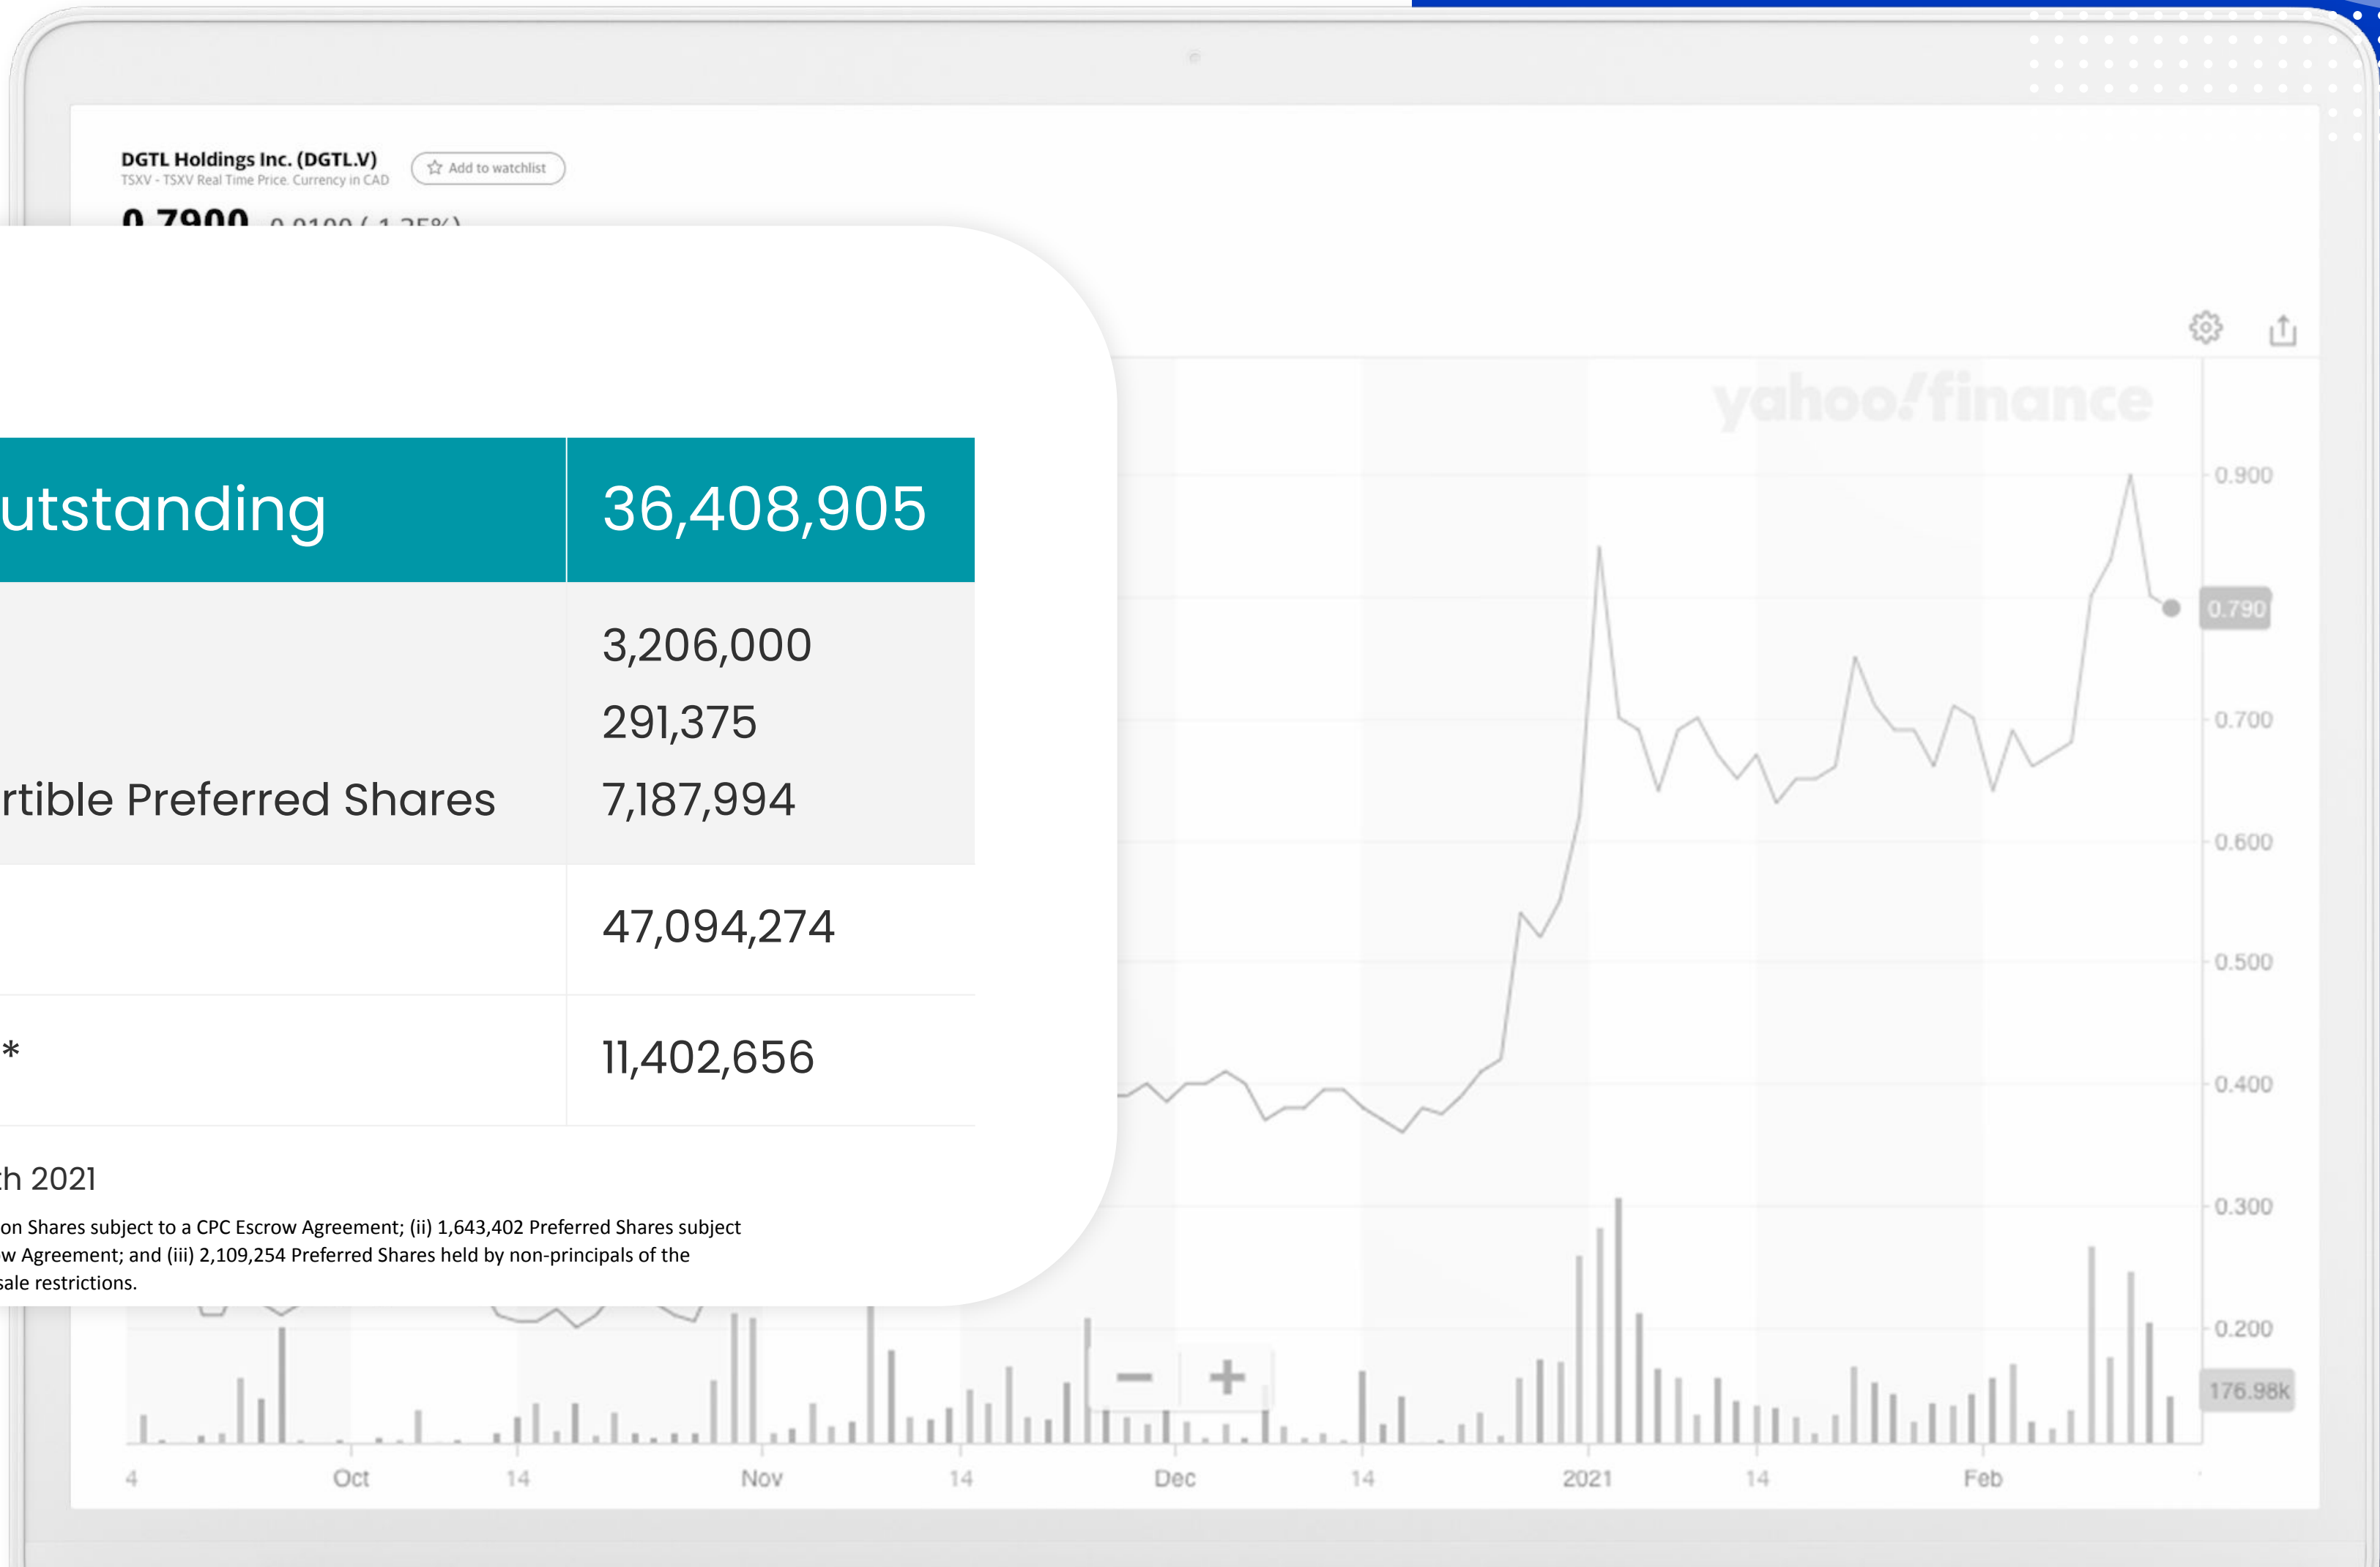 DGTL Holdings Inc. (DGTL.V)
Add to watchlist
TSXV - TSXV Real Time Price. Currency in CAD
0.7900
yahoo!finance
utstanding 36,408,905
3,206,000
291,375
rtible Preferred Shares 7,187,994
47,094,274
* 11,402,656
th 2021
on Shares subject to a CPC Escrow Agreement; (ii) 1,643,402 Preferred Shares subject
w Agreement; and (iii) 2,109,254 Preferred Shares held by non-principals of the
sale restrictions.
0.900
0.790
0.700
0.600
0.500
0.400
0.300
0.200
176.98k
− +
4 Oct 14 Nov 14 Dec 14 2021 14 Feb